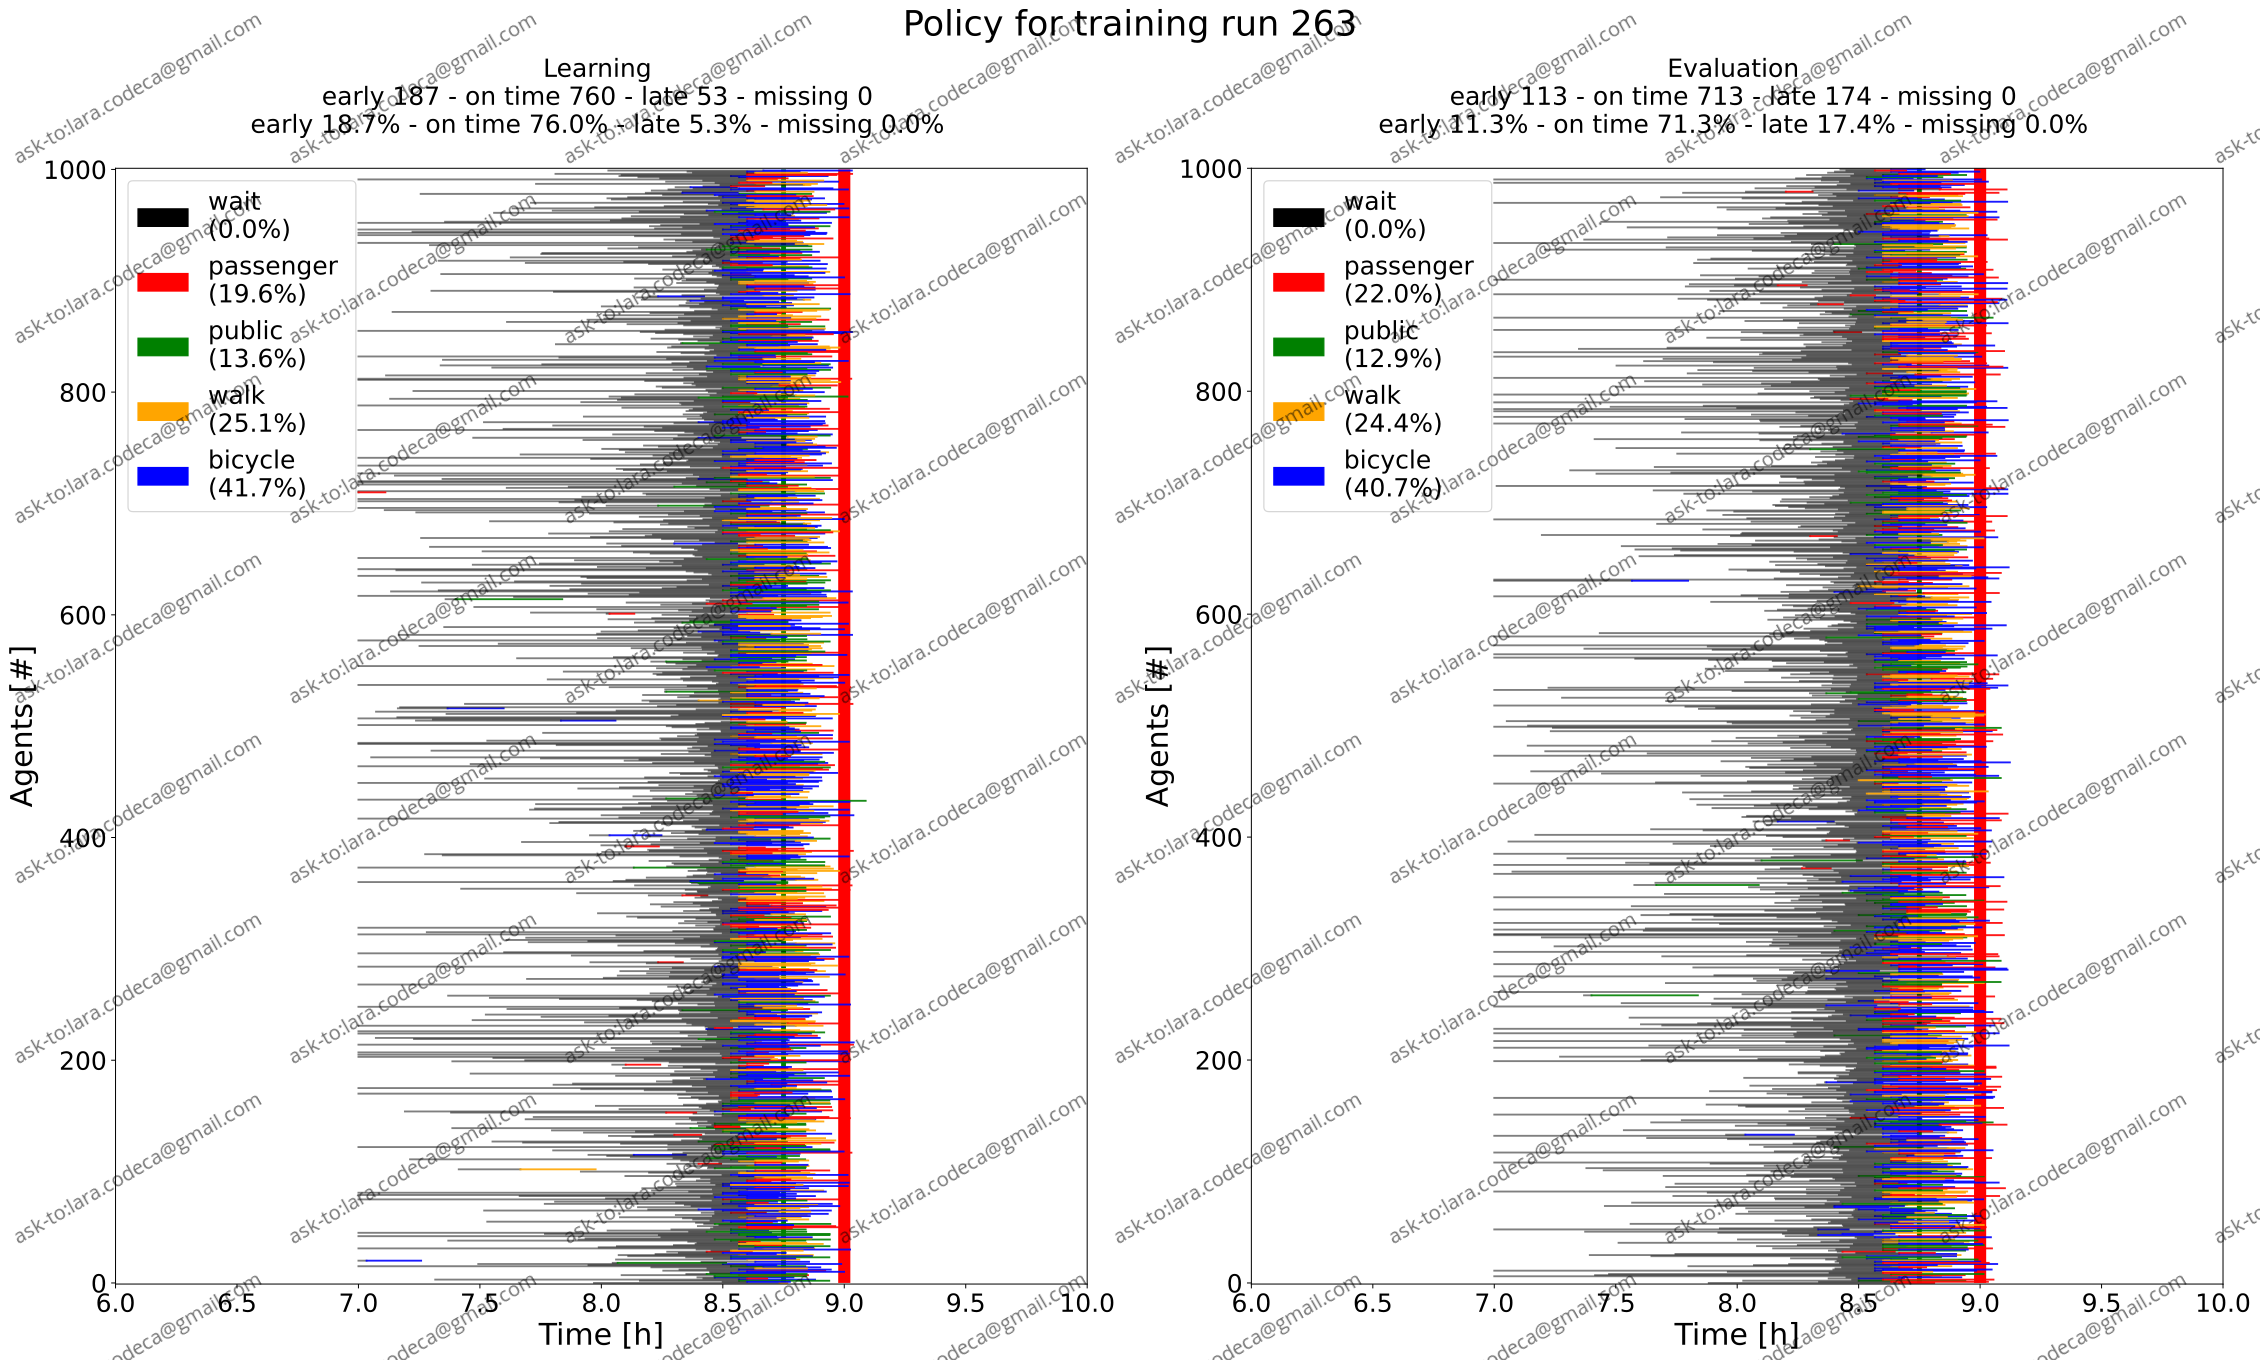 Policy for training run 263
Learning
early 187 - on time 760 - late 53 - missing 0
early 18.7% - on time 76.0% - late 5.3% - missing 0.0%
Evaluation
early 113 - on time 713 - late 174 - missing 0
early 11.3% - on time 71.3% - late 17.4% - missing 0.0%
Agents [#]
1000
800
600
400
200
0
wait
(0.0%)
passenger
(19.6%)
public
(13.6%)
walk
(25.1%)
bicycle
(41.7%)
6.0 6.5 7.0 7.5 8.0 8.5 9.0 9.5 10.0
Time [h]
Agents [#]
1000
800
600
400
200
0
wait
(0.0%)
passenger
(22.0%)
public
(12.9%)
walk
(24.4%)
bicycle
(40.7%)
6.0 6.5 7.0 7.5 8.0 8.5 9.0 9.5 10.0
Time [h]
ask-to:lara.codeca@gmail.com